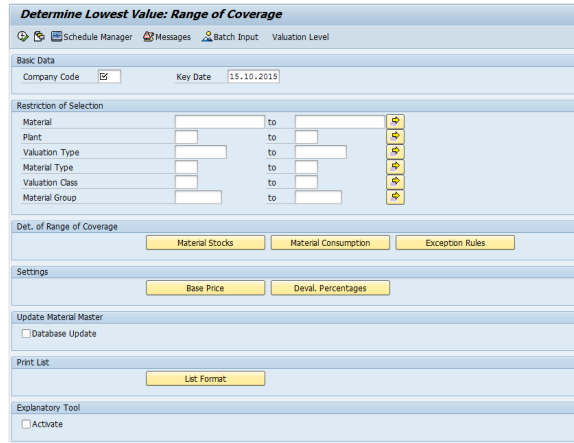 Determine Lowest Value: Range of Coverage
Schedule Manager Messages Batch Input Valuation Level
Basic Data
Company Code Key Date 15.10.2015
Restriction of Selection
Material to
Plant to
Valuation Type to
Material Type to
Valuation Class to
Material Group to
Det. of Range of Coverage
Material Stocks Material Consumption Exception Rules
Settings
Base Price Deval. Percentages
Update Material Master
Database Update
Print List
List Format
Explanatory Tool
Activate